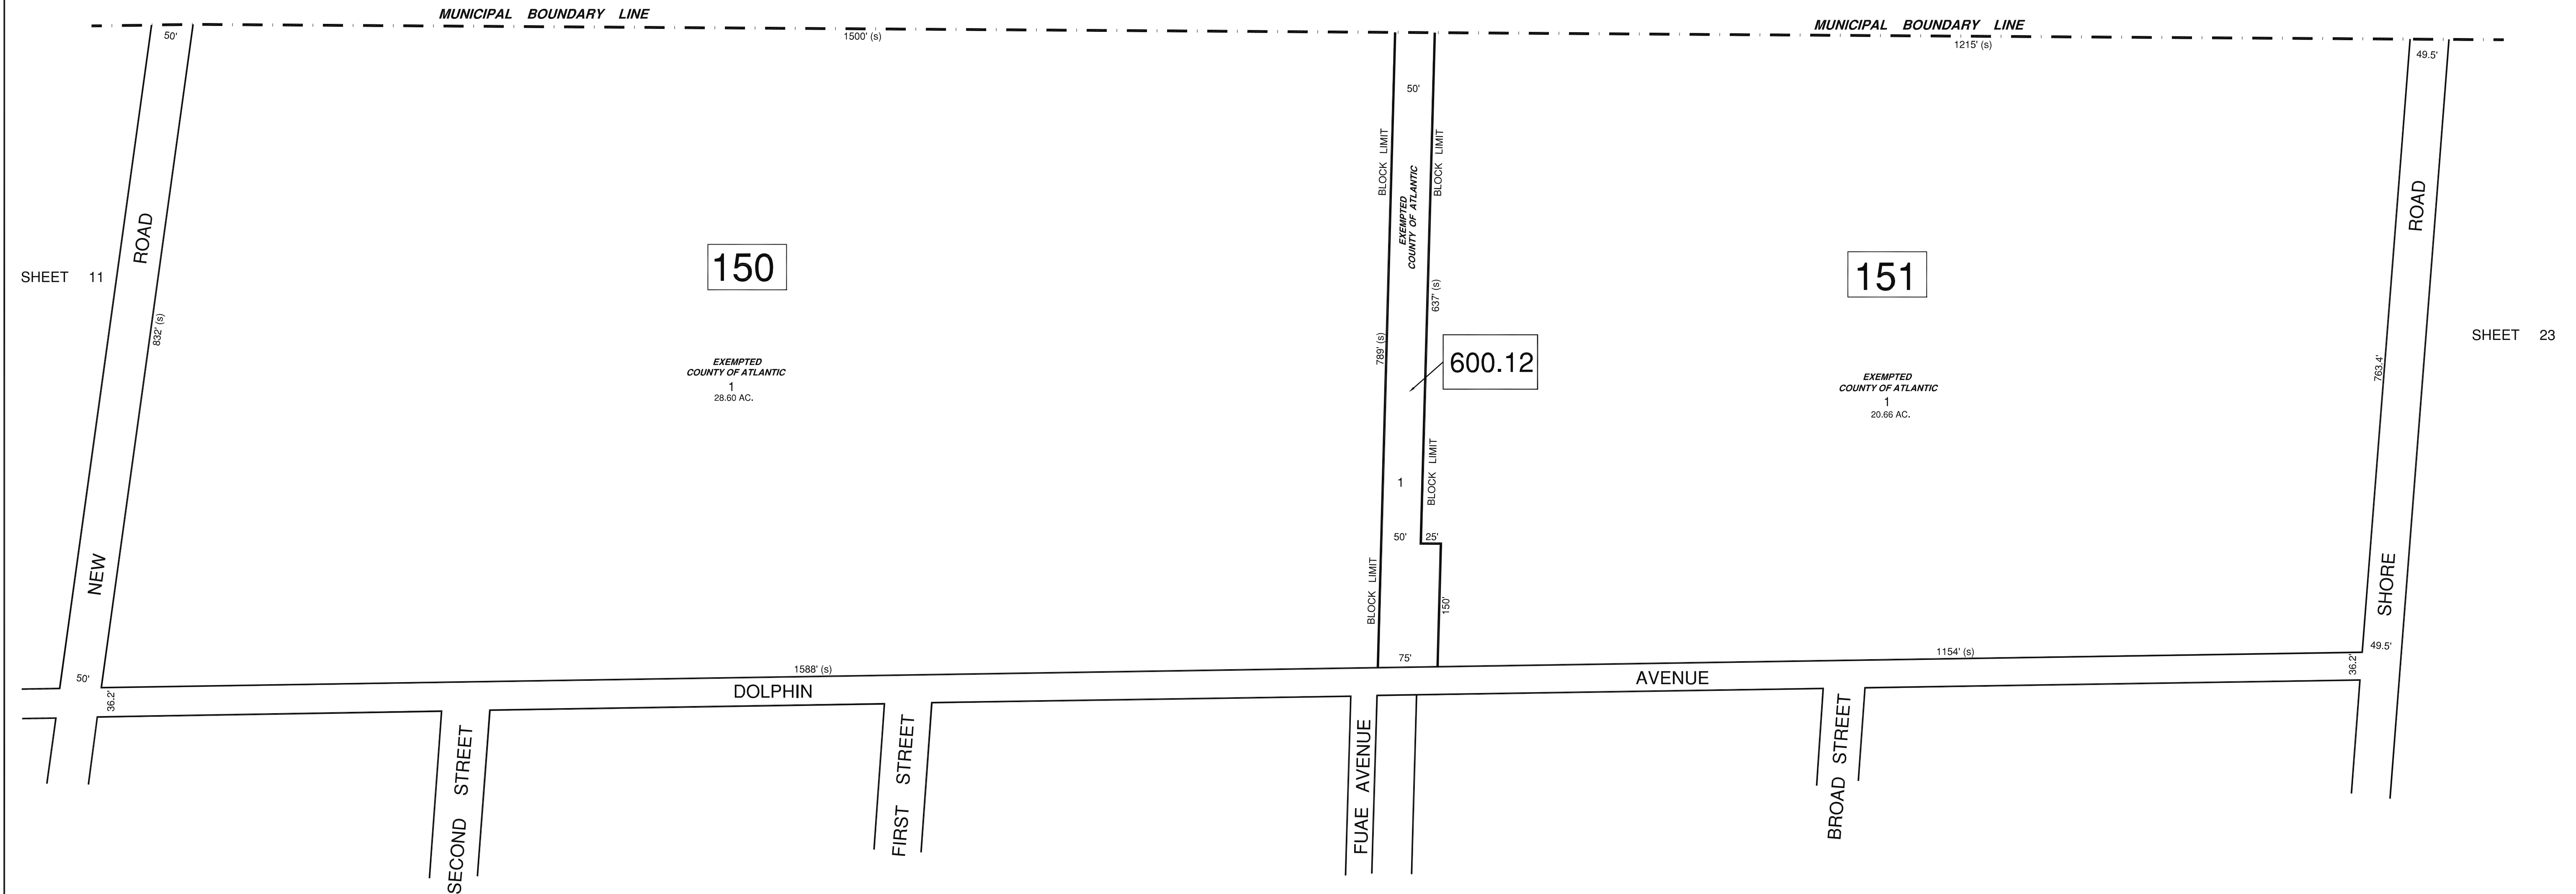 MUNICIPAL BOUNDARY LINE
MUNICIPAL BOUNDARY LINE
50'
1500' (s)
1215' (s)
49.5'
50'
BLOCK LIMIT
BLOCK LIMIT
EXEMPTED
COUNTY OF ATLANTIC
ROAD
ROAD
150
151
SHEET 11
SHEET 23
832' (s)
637' (s)
789' (s)
600.12
763.4'
EXEMPTED
COUNTY OF ATLANTIC
1
28.60 AC.
EXEMPTED
COUNTY OF ATLANTIC
1
20.66 AC.
BLOCK LIMIT
1
50'
25'
NEW
BLOCK LIMIT
150'
SHORE
49.5'
75'
1588' (s)
1154' (s)
36.2'
50'
36.2'
DOLPHIN
AVENUE
SECOND STREET
FIRST STREET
FUAE AVENUE
BROAD STREET